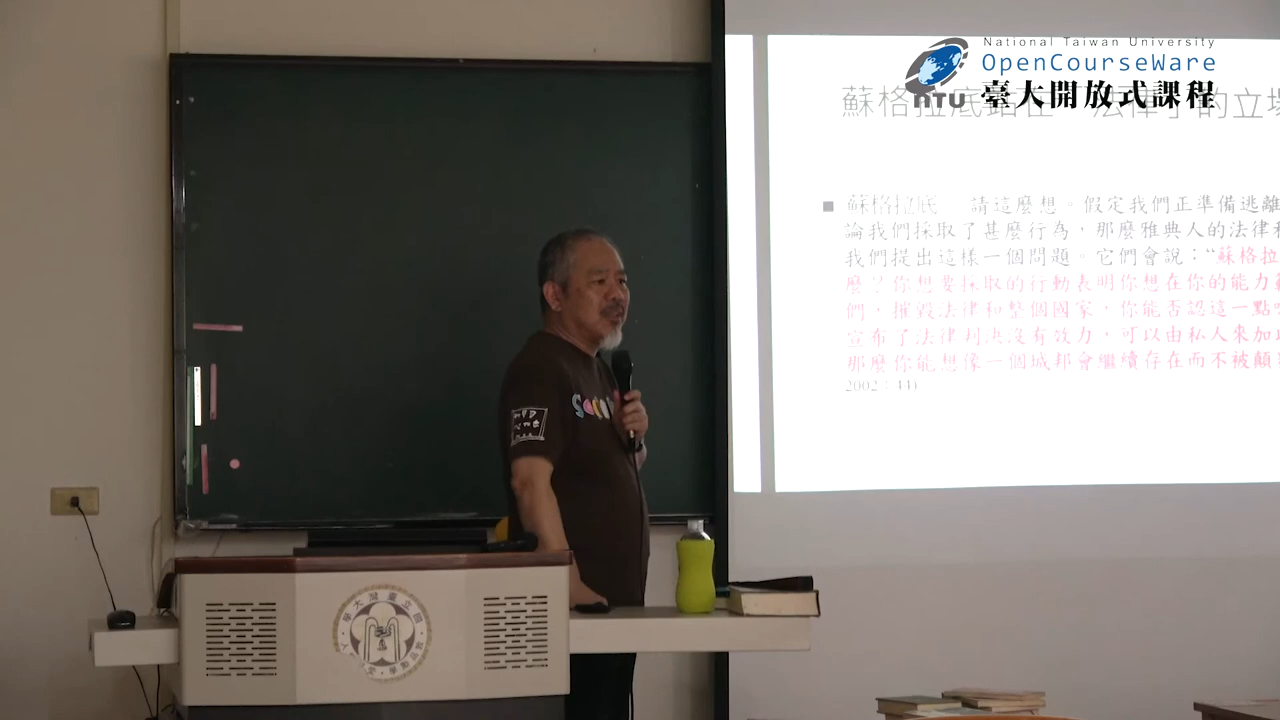 National Taiwan University
OpenCourseWare
臺大開放式課程
NTU
蘇格拉底站在「法律」的立場
蘇格拉底 請這麼想。假定我們正準備逃離
論我們採取了甚麼行為，那麼雅典人的法律和
我們提出這樣一個問題。它們會說：“蘇格拉
麼？你想要採取的行動表明你想在你的能力範
們，摧毀法律和整個國家，你能否認這一點嗎
宣布了法律判決沒有效力，可以由私人來加以
那麼你能想像一個城邦會繼續存在而不被顛
2002：41)